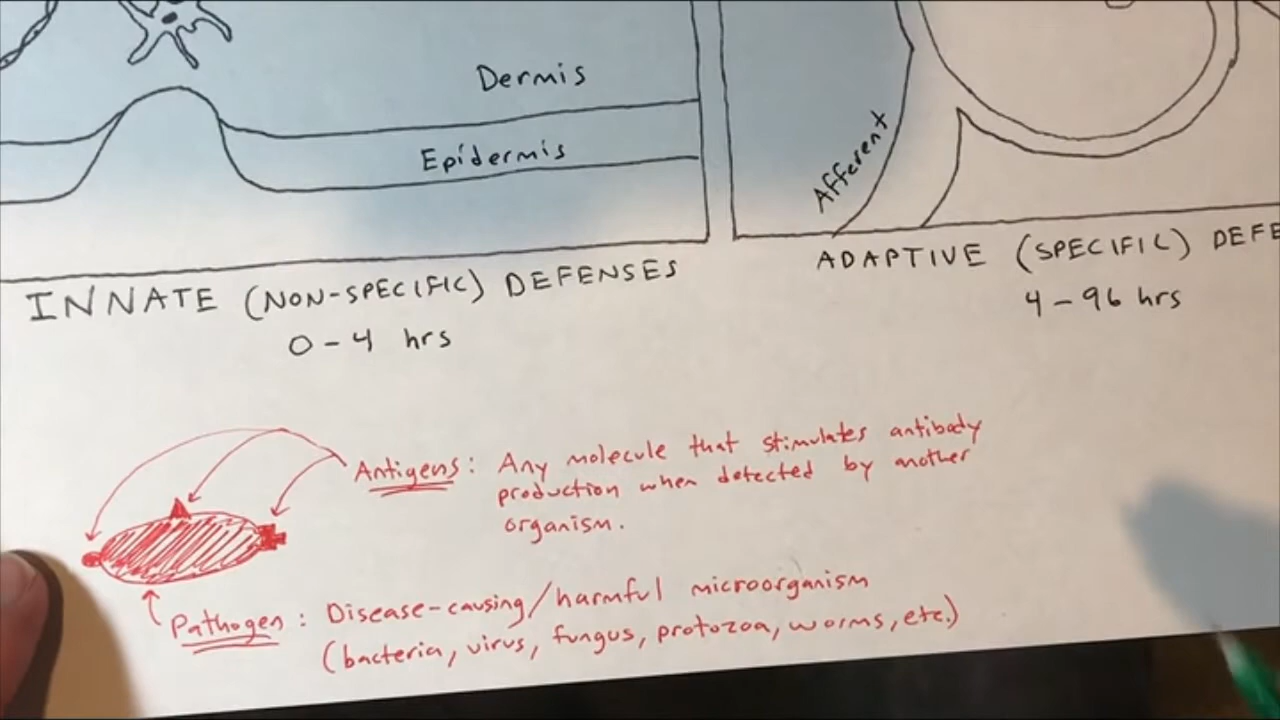 Dermis
Epidermis
Afferent
INNATE (NON-SPECIFIC) DEFENSES
0-4 hrs
ADAPTIVE (SPECIFIC) DEFE
4-96 hrs
Antigens: Any molecule that stimulates antibody
production when detected by another
organism.
Pathogen: Disease-causing/harmful microorganism
(bacteria, virus, fungus, protozoa, worms, etc.)